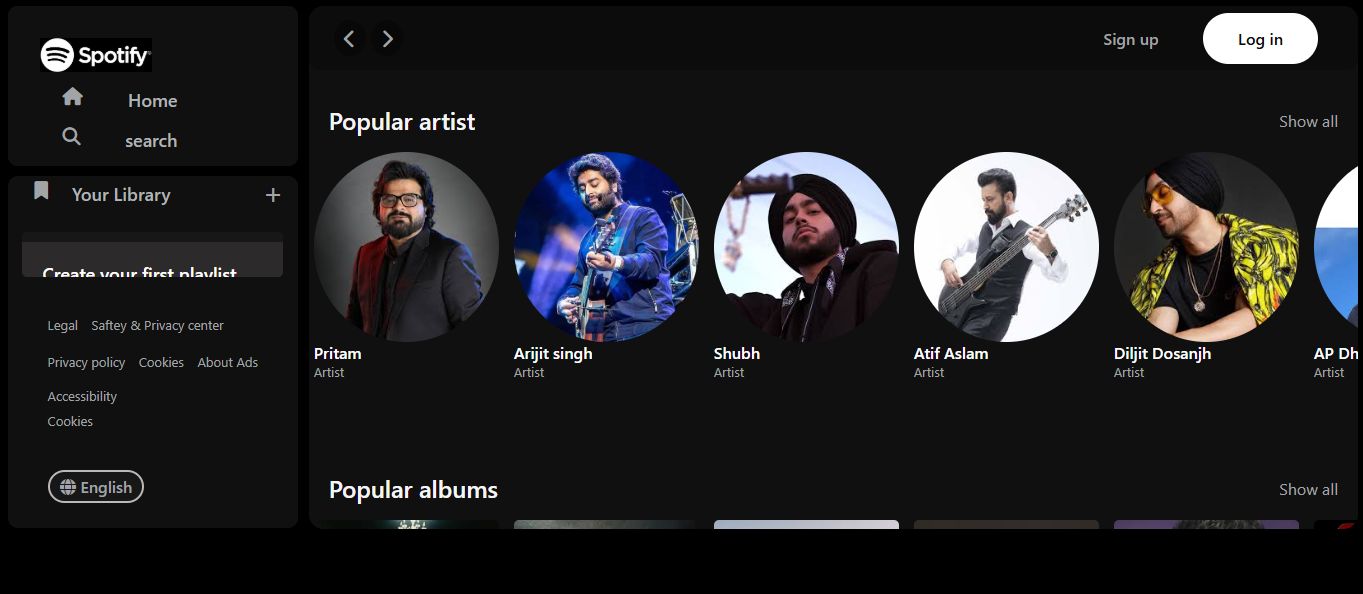 Spotify
Home
search
Your Library
Create your first playlist
Legal Saftey & Privacy center
Privacy policy Cookies About Ads
Accessibility
Cookies
English
Sign up Log in
Popular artist Show all
Pritam Arijit singh Shubh Atif Aslam Diljit Dosanjh AP Dh
Artist Artist Artist Artist Artist Artist
Popular albums Show all